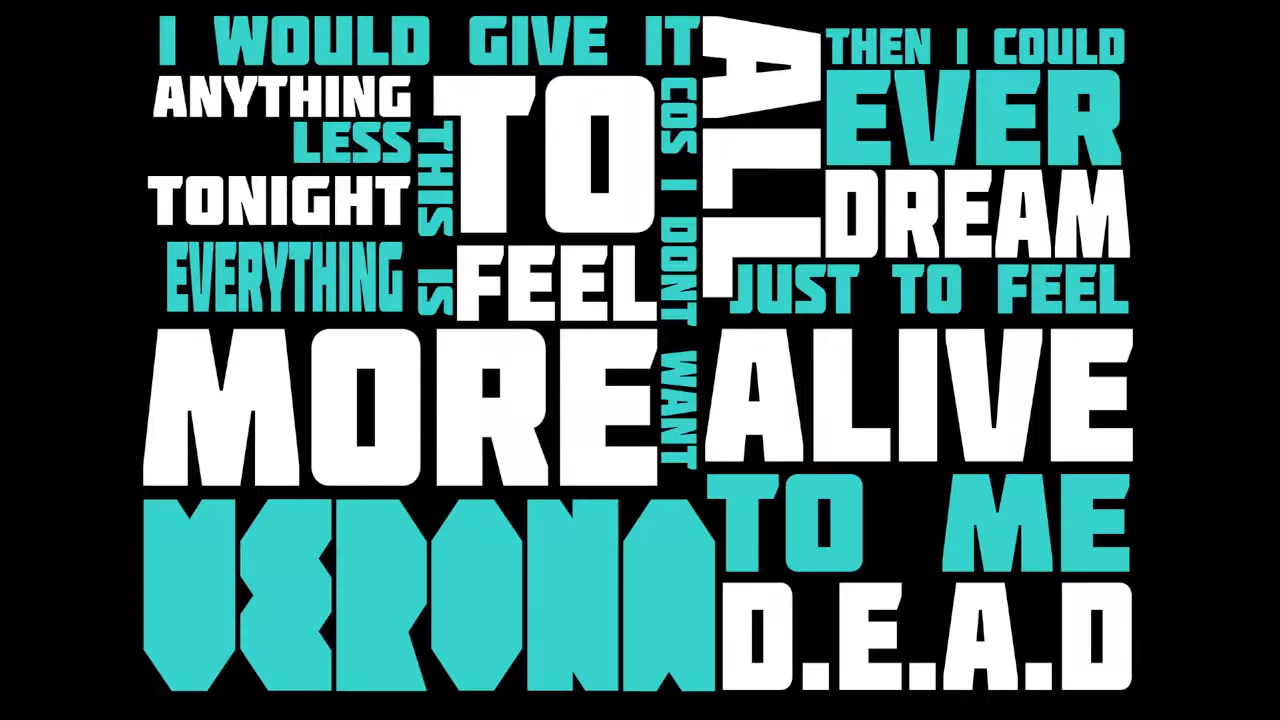 I WOULD GIVE IT
ALL
ANYTHING
LESS
TONIGHT
EVERYTHING
THIS IS
TO
FEEL
MORE
COS I DONT WANT
THEN I COULD
EVER
DREAM
JUST TO FEEL
ALIVE
TO ME
VERONA
D.E.A.D